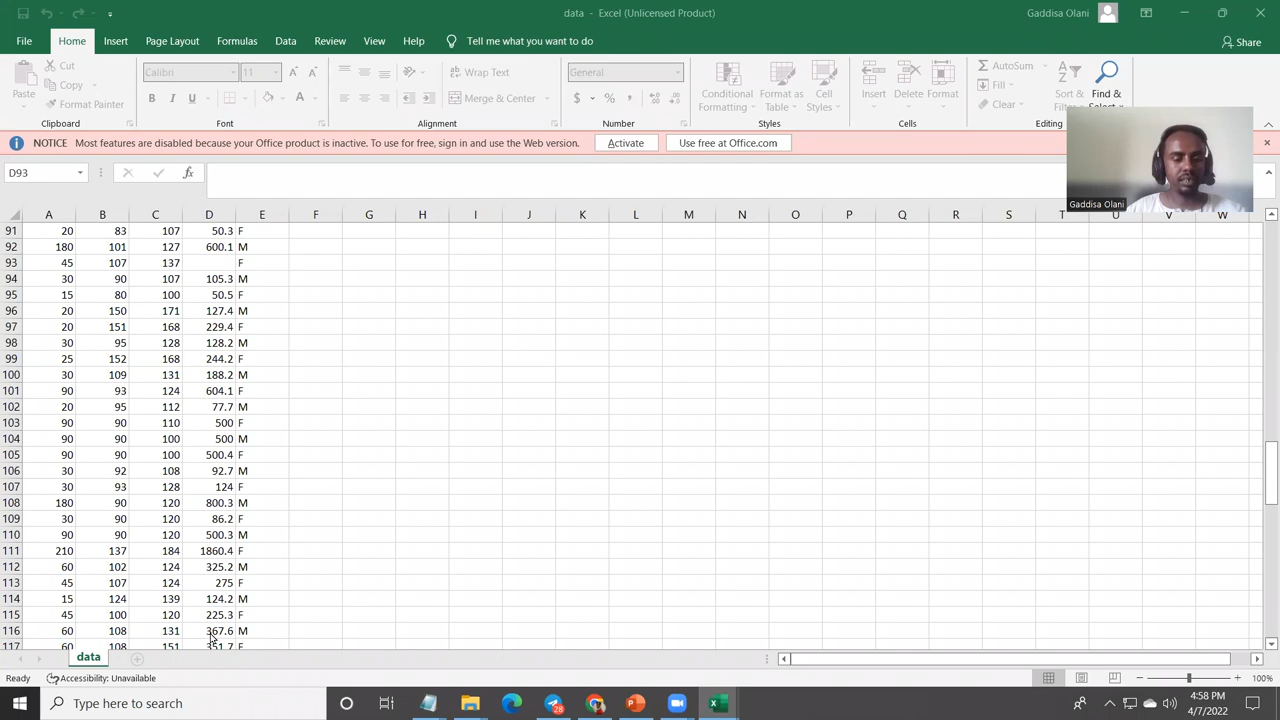 data - Excel (Unlicensed Product)
Gaddisa Olani
File Home Insert Page Layout Formulas Data Review View Help Tell me what you want to do Share
Paste
Cut
Copy
Format Painter
Clipboard
Calibri 11
B I U
Font
Wrap Text
Merge & Center
Alignment
General
$ % ,
Number
Conditional Formatting
Format as Table
Cell Styles
Styles
Insert Delete Format
Cells
AutoSum
Fill
Clear
Sort &
Find &
Editing
NOTICE Most features are disabled because your Office product is inactive. To use for free, sign in and use the Web version. Activate Use free at Office.com
D93 fx
Gaddisa Olani
A B C D E F G H I J K L M N O P Q R S T U V W
91 20 83 107 50.3 F
92 180 101 127 600.1 M
93 45 107 137 F
94 30 90 107 105.3 M
95 15 80 100 50.5 F
96 20 150 171 127.4 M
97 20 151 168 229.4 F
98 30 95 128 128.2 M
99 25 152 168 244.2 F
100 30 109 131 188.2 M
101 90 93 124 604.1 F
102 20 95 112 77.7 M
103 90 90 110 500 F
104 90 90 100 500 M
105 90 90 100 500.4 F
106 30 92 108 92.7 M
107 30 93 128 124 F
108 180 90 120 800.3 M
109 30 90 120 86.2 F
110 90 90 120 500.3 M
111 210 137 184 1860.4 F
112 60 102 124 325.2 M
113 45 107 124 275 F
114 15 124 139 124.2 M
115 45 100 120 225.3 F
116 60 108 131 367.6 M
117 60 108 151 351.7 F
data
Ready Accessibility: Unavailable 100%
Type here to search
28
4:58 PM
4/7/2022